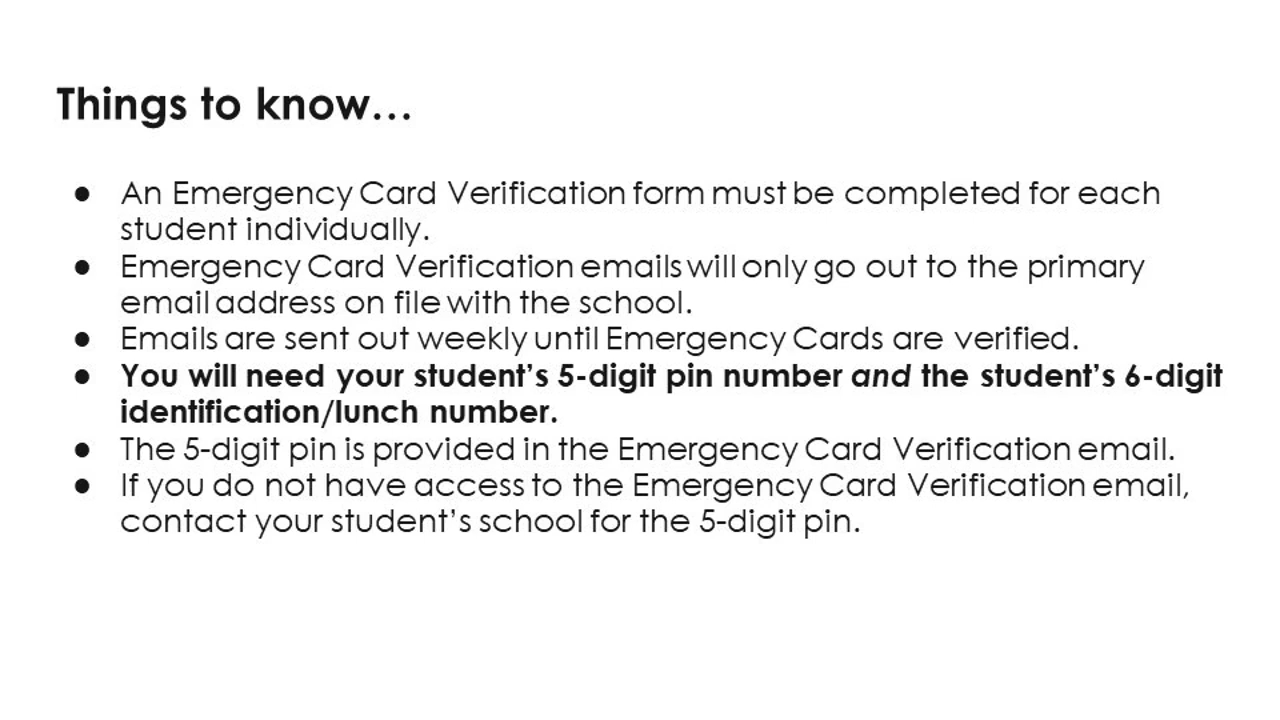 Things to know…
● An Emergency Card Verification form must be completed for each
student individually.
● Emergency Card Verification emails will only go out to the primary
email address on file with the school.
● Emails are sent out weekly until Emergency Cards are verified.
● You will need your student’s 5-digit pin number and the student’s 6-digit
identification/lunch number.
● The 5-digit pin is provided in the Emergency Card Verification email.
● If you do not have access to the Emergency Card Verification email,
contact your student’s school for the 5-digit pin.